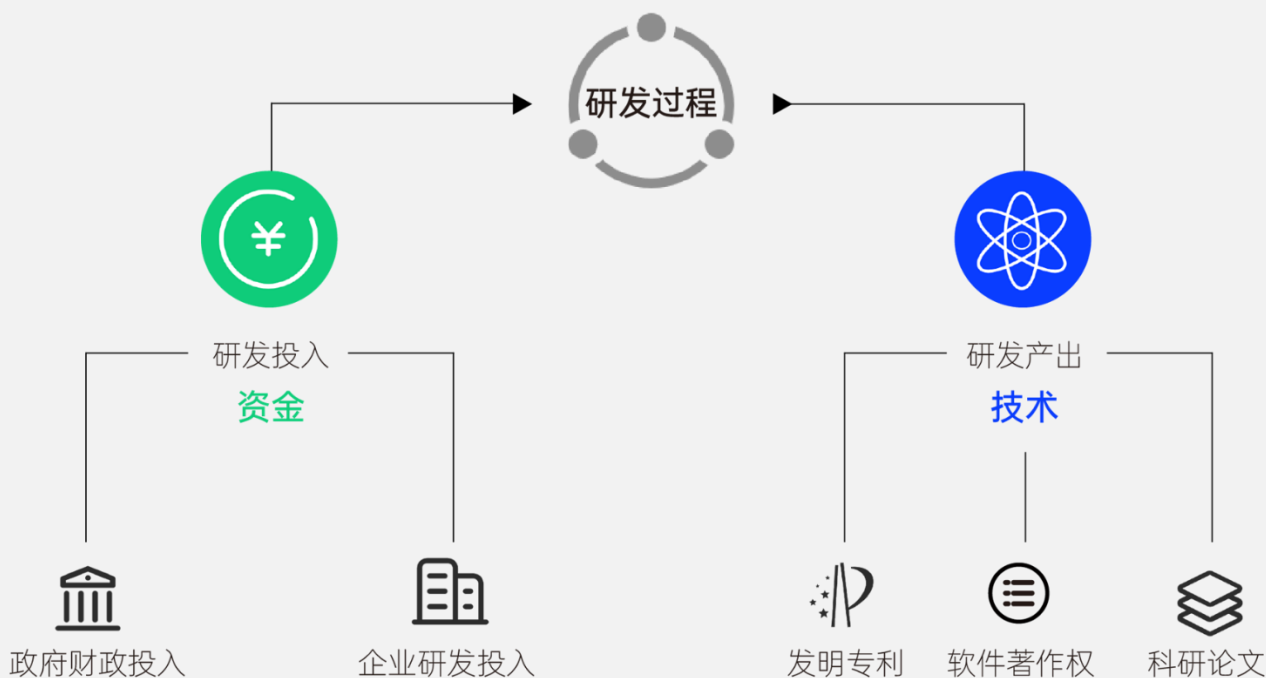 研发过程
¥
研发投入
资金
研发产出
技术
政府财政投入
企业研发投入
发明专利
软件著作权
科研论文